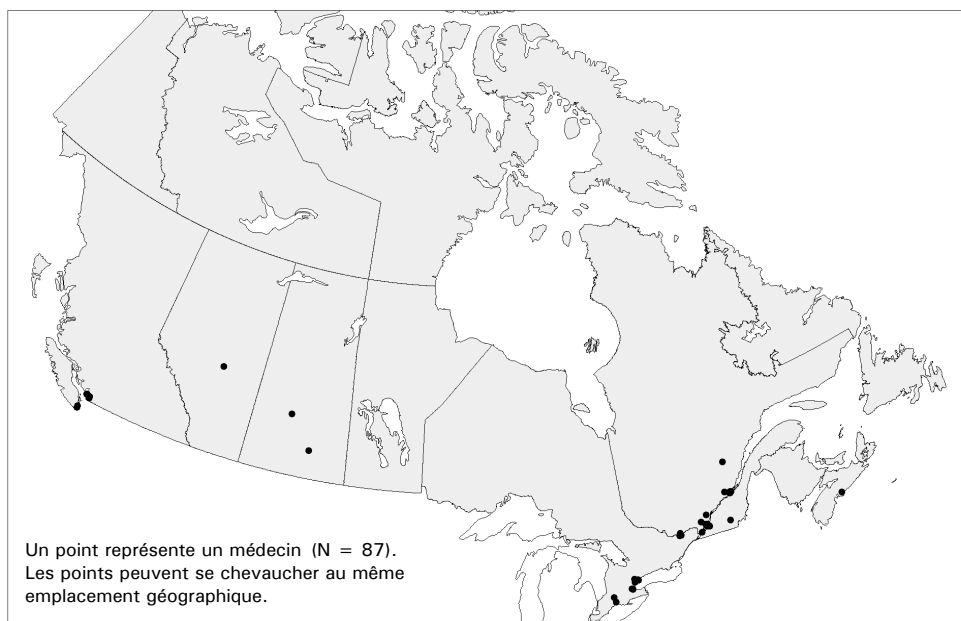 Un point représente un médecin (N = 87).
Les points peuvent se chevaucher au même
emplacement géographique.